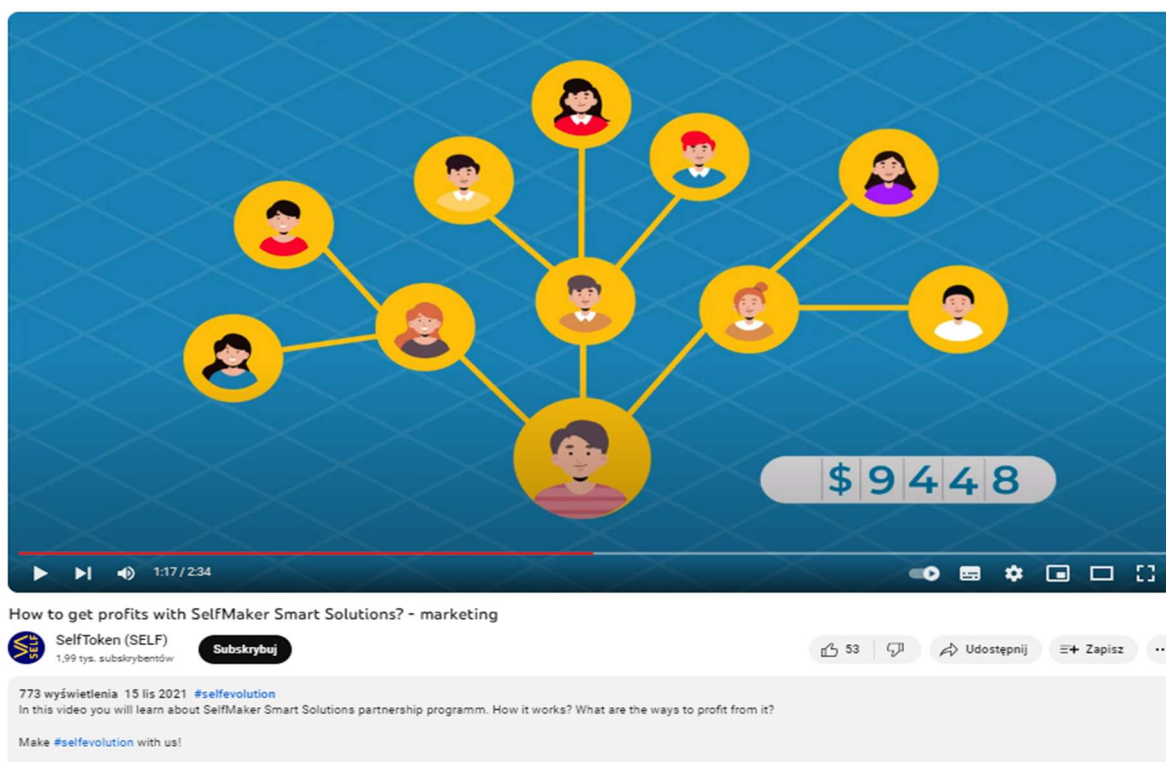 $9448
1:17 / 2:34
How to get profits with SelfMaker Smart Solutions? - marketing
SELF
SelfToken (SELF)
1,99 tys. subskrybentów
Subskrybuj
53
Udostępnij
Zapisz
773 wyświetlenia 15 lis 2021 #selfevolution
In this video you will learn about SelfMaker Smart Solutions partnership programm. How it works? What are the ways to profit from it?
Make #selfevolution with us!